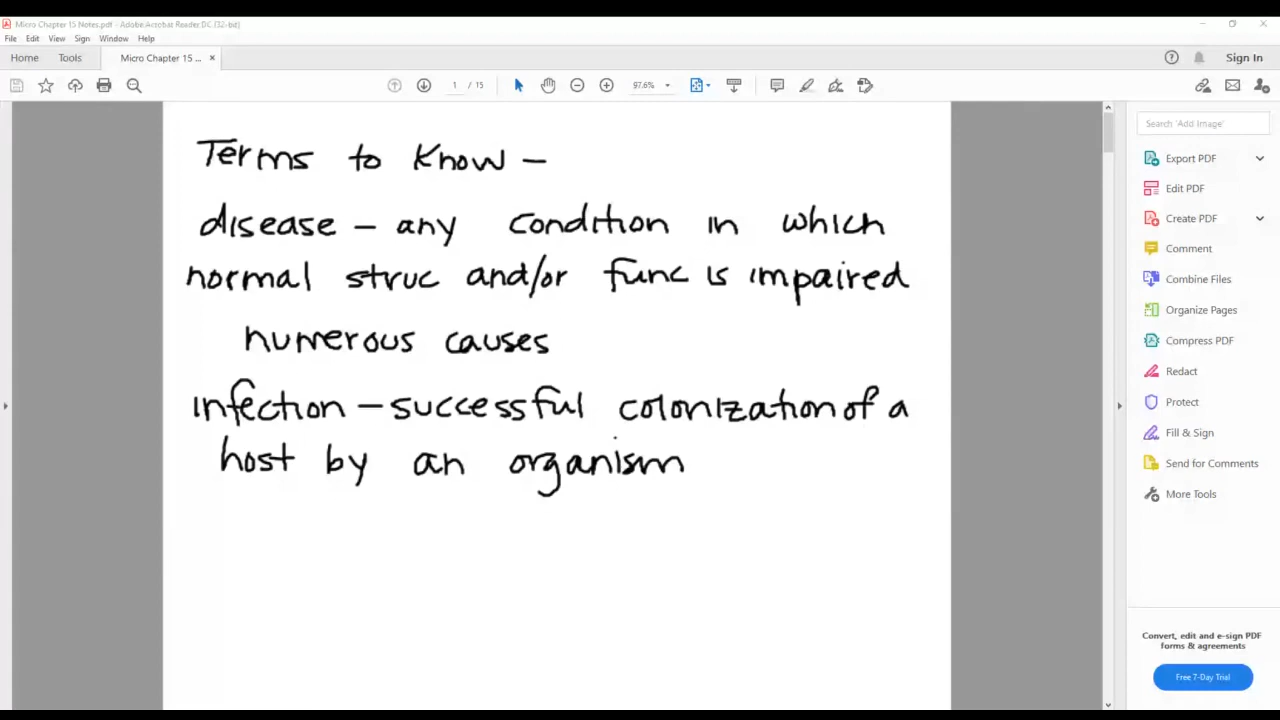 Micro Chapter 15 Notes.pdf - Adobe Acrobat Reader DC (32-bit)
File Edit View Sign Window Help
Home Tools Micro Chapter 15 ... × Sign In
1 / 15 97.6%
Terms to know -
disease - any condition in which
normal struc and/or func is impaired
numerous causes
infection - successful colonization of a
host by an organism
Search 'Add Image'
Export PDF
Edit PDF
Create PDF
Comment
Combine Files
Organize Pages
Compress PDF
Redact
Protect
Fill & Sign
Send for Comments
More Tools
Convert, edit and e-sign PDF
forms & agreements
Free 7-Day Trial